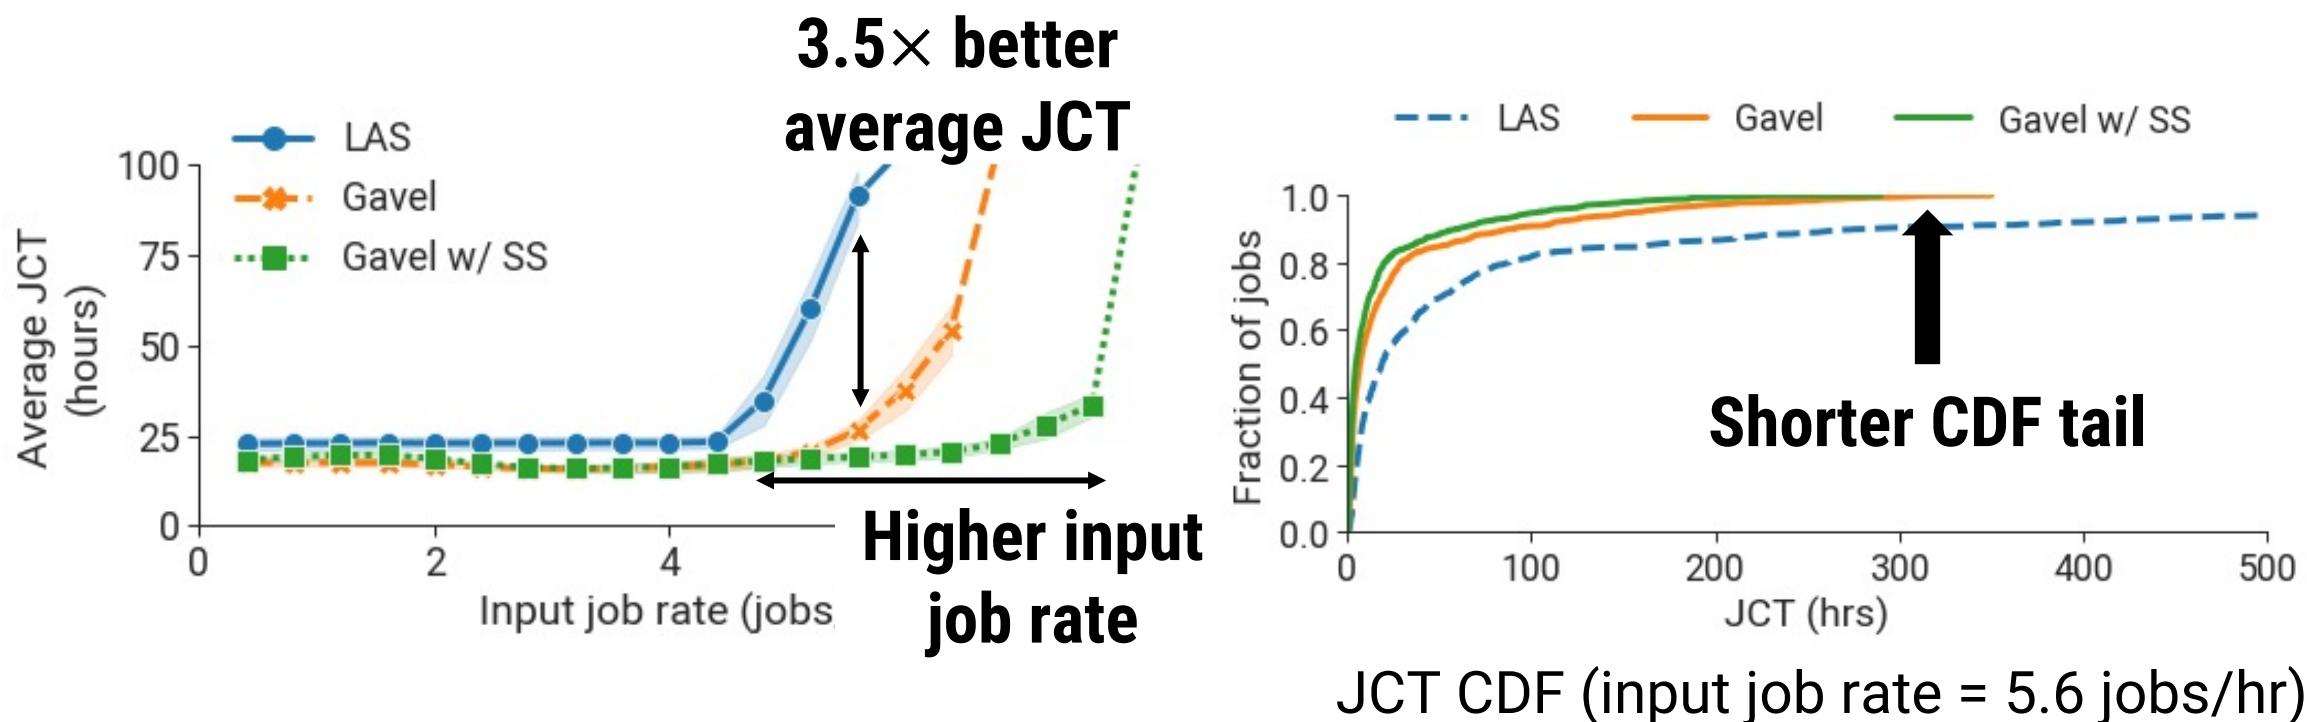 3.5× better
average JCT
LAS
Gavel
Gavel w/ SS
100
75
50
25
0
Average JCT
(hours)
0
2
4
Input job rate (jobs
Higher input
job rate
LAS
Gavel
Gavel w/ SS
1.0
0.8
0.6
0.4
0.2
0.0
Fraction of jobs
Shorter CDF tail
0
100
200
300
400
500
JCT (hrs)
JCT CDF (input job rate = 5.6 jobs/hr)